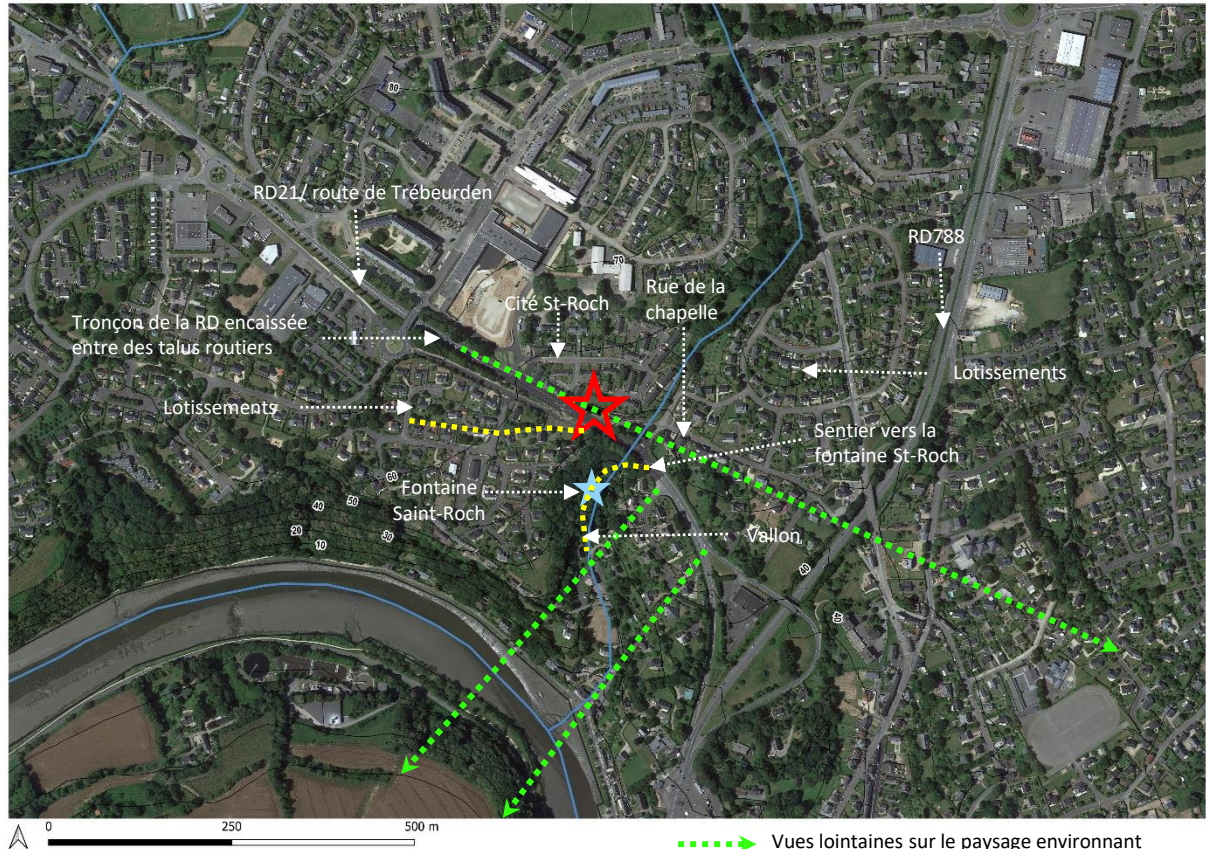 80
RD21/ route de Trébeurden
RD788
70
Rue de la
chapelle
Cité St-Roch
Tronçon de la RD encaissée
entre des talus routiers
Lotissements
Lotissements
Sentier vers la
fontaine St-Roch
60
50
40
30
20
10
Fontaine
Saint-Roch
Vallon
40
0 250 500 m
Vues lointaines sur le paysage environnant